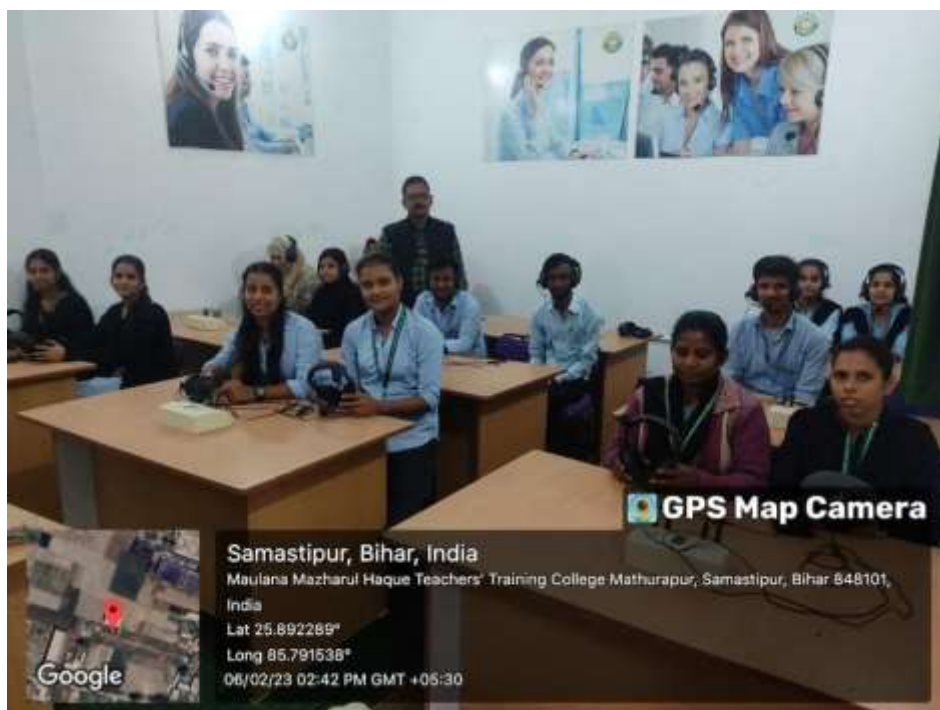 GPS Map Camera
Samastipur, Bihar, India
Maulana Mazharul Haque Teachers' Training College Mathurapur, Samastipur, Bihar 848101,
India
Lat 25.892289°
Long 85.791538°
06/02/23 02:42 PM GMT +05:30
Google